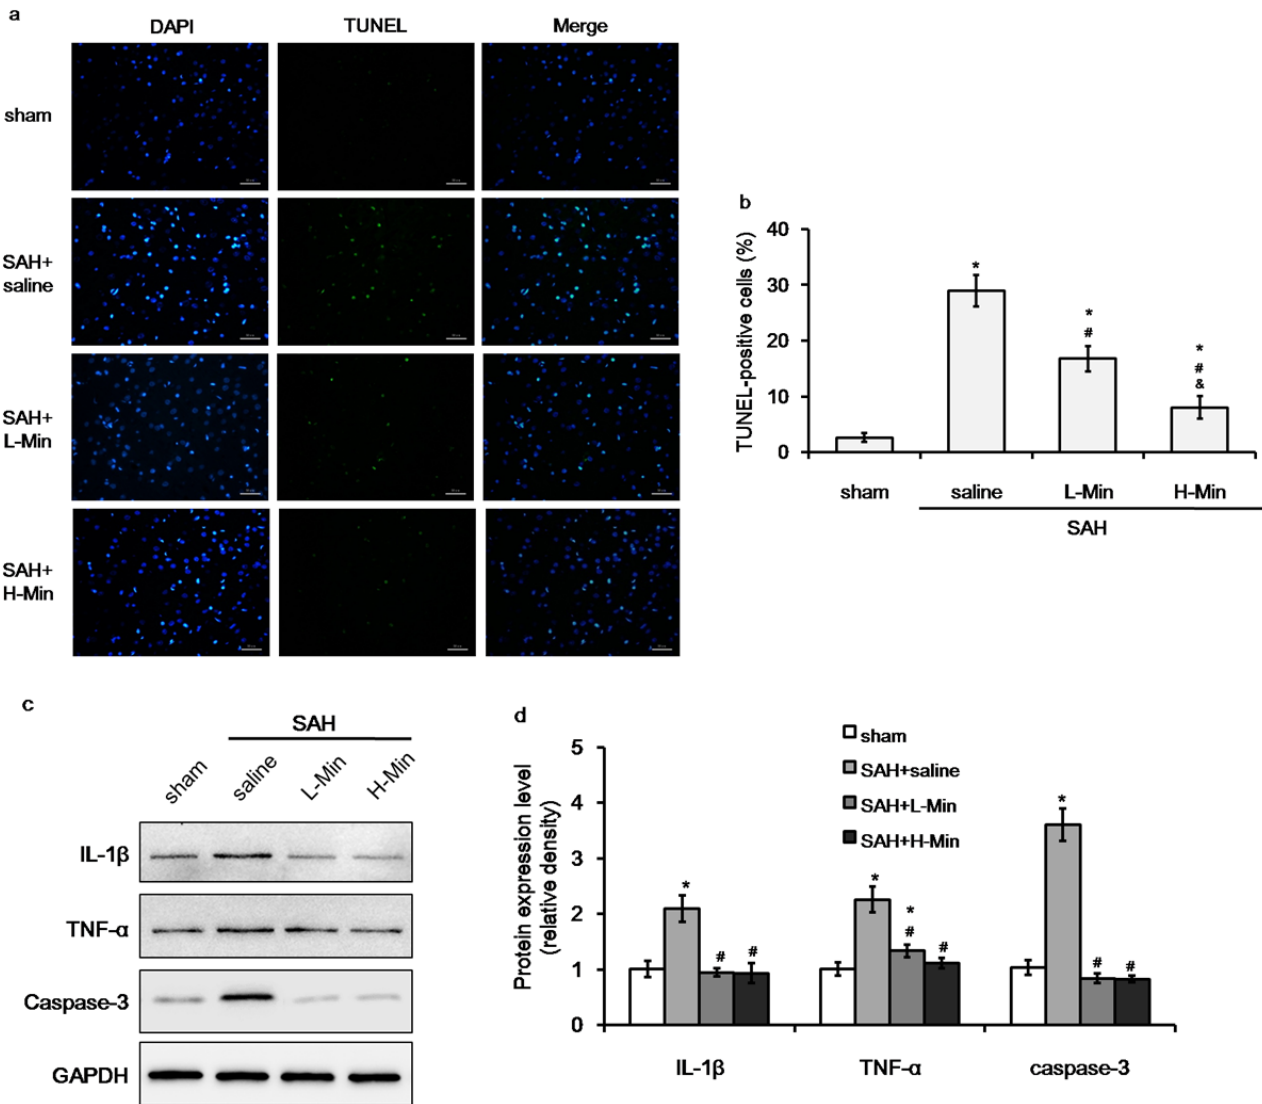 a
DAPI
TUNEL
Merge
sham
SAH+
saline
SAH+
L-Min
SAH+
H-Min
b
TUNEL-positive cells (%)
40
30
20
10
0
*
*
#
*
#
&
sham
saline
L-Min
H-Min
SAH
c
SAH
sham
saline
L-Min
H-Min
IL-1β
TNF-α
Caspase-3
GAPDH
d
Protein expression level
(relative density)
5
4
3
2
1
0
sham
SAH+saline
SAH+L-Min
SAH+H-Min
*
#
#
*
*
#
#
*
#
#
IL-1β
TNF-α
caspase-3